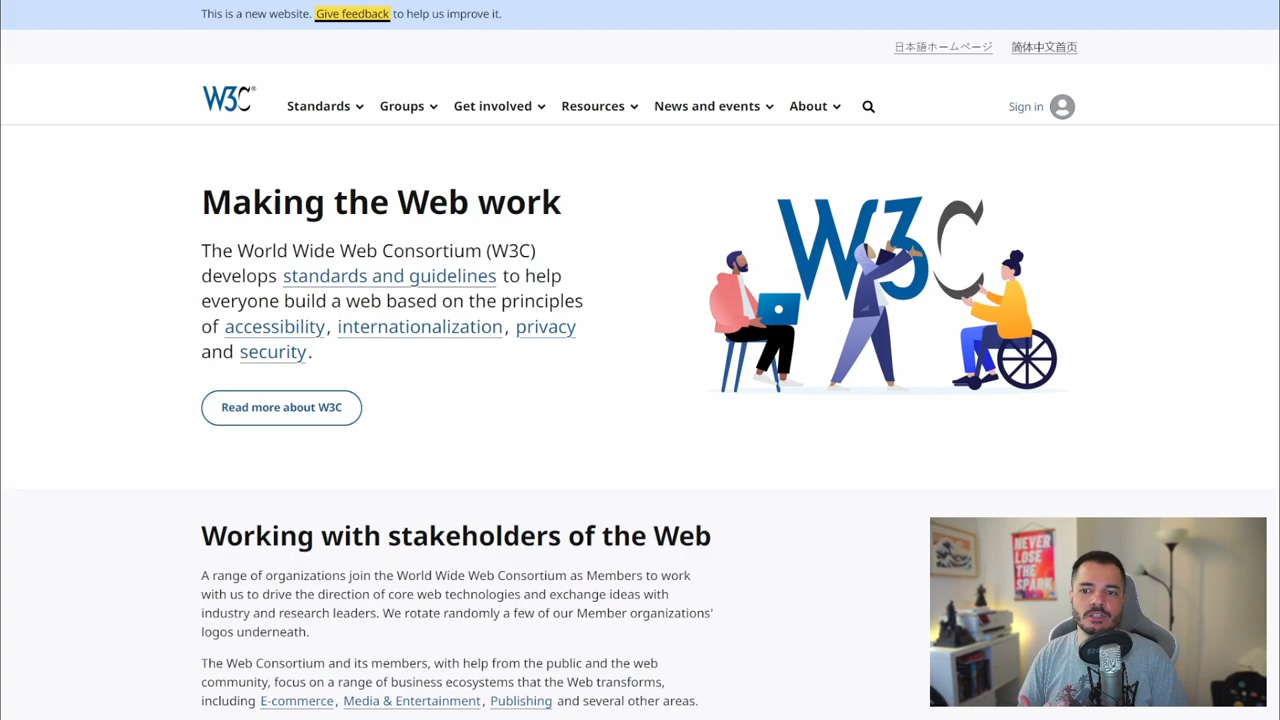 This is a new website. Give feedback to help us improve it.
日本語ホームページ 简体中文首页
W3C®
Standards Groups Get involved Resources News and events About
Sign in
Making the Web work
The World Wide Web Consortium (W3C)
develops standards and guidelines to help
everyone build a web based on the principles
of accessibility, internationalization, privacy
and security.
Read more about W3C
W3C
Working with stakeholders of the Web
A range of organizations join the World Wide Web Consortium as Members to work
with us to drive the direction of core web technologies and exchange ideas with
industry and research leaders. We rotate randomly a few of our Member organizations'
logos underneath.
The Web Consortium and its members, with help from the public and the web
community, focus on a range of business ecosystems that the Web transforms,
including E-commerce, Media & Entertainment, Publishing and several other areas.
NEVER
LOSE
THE
SPARK